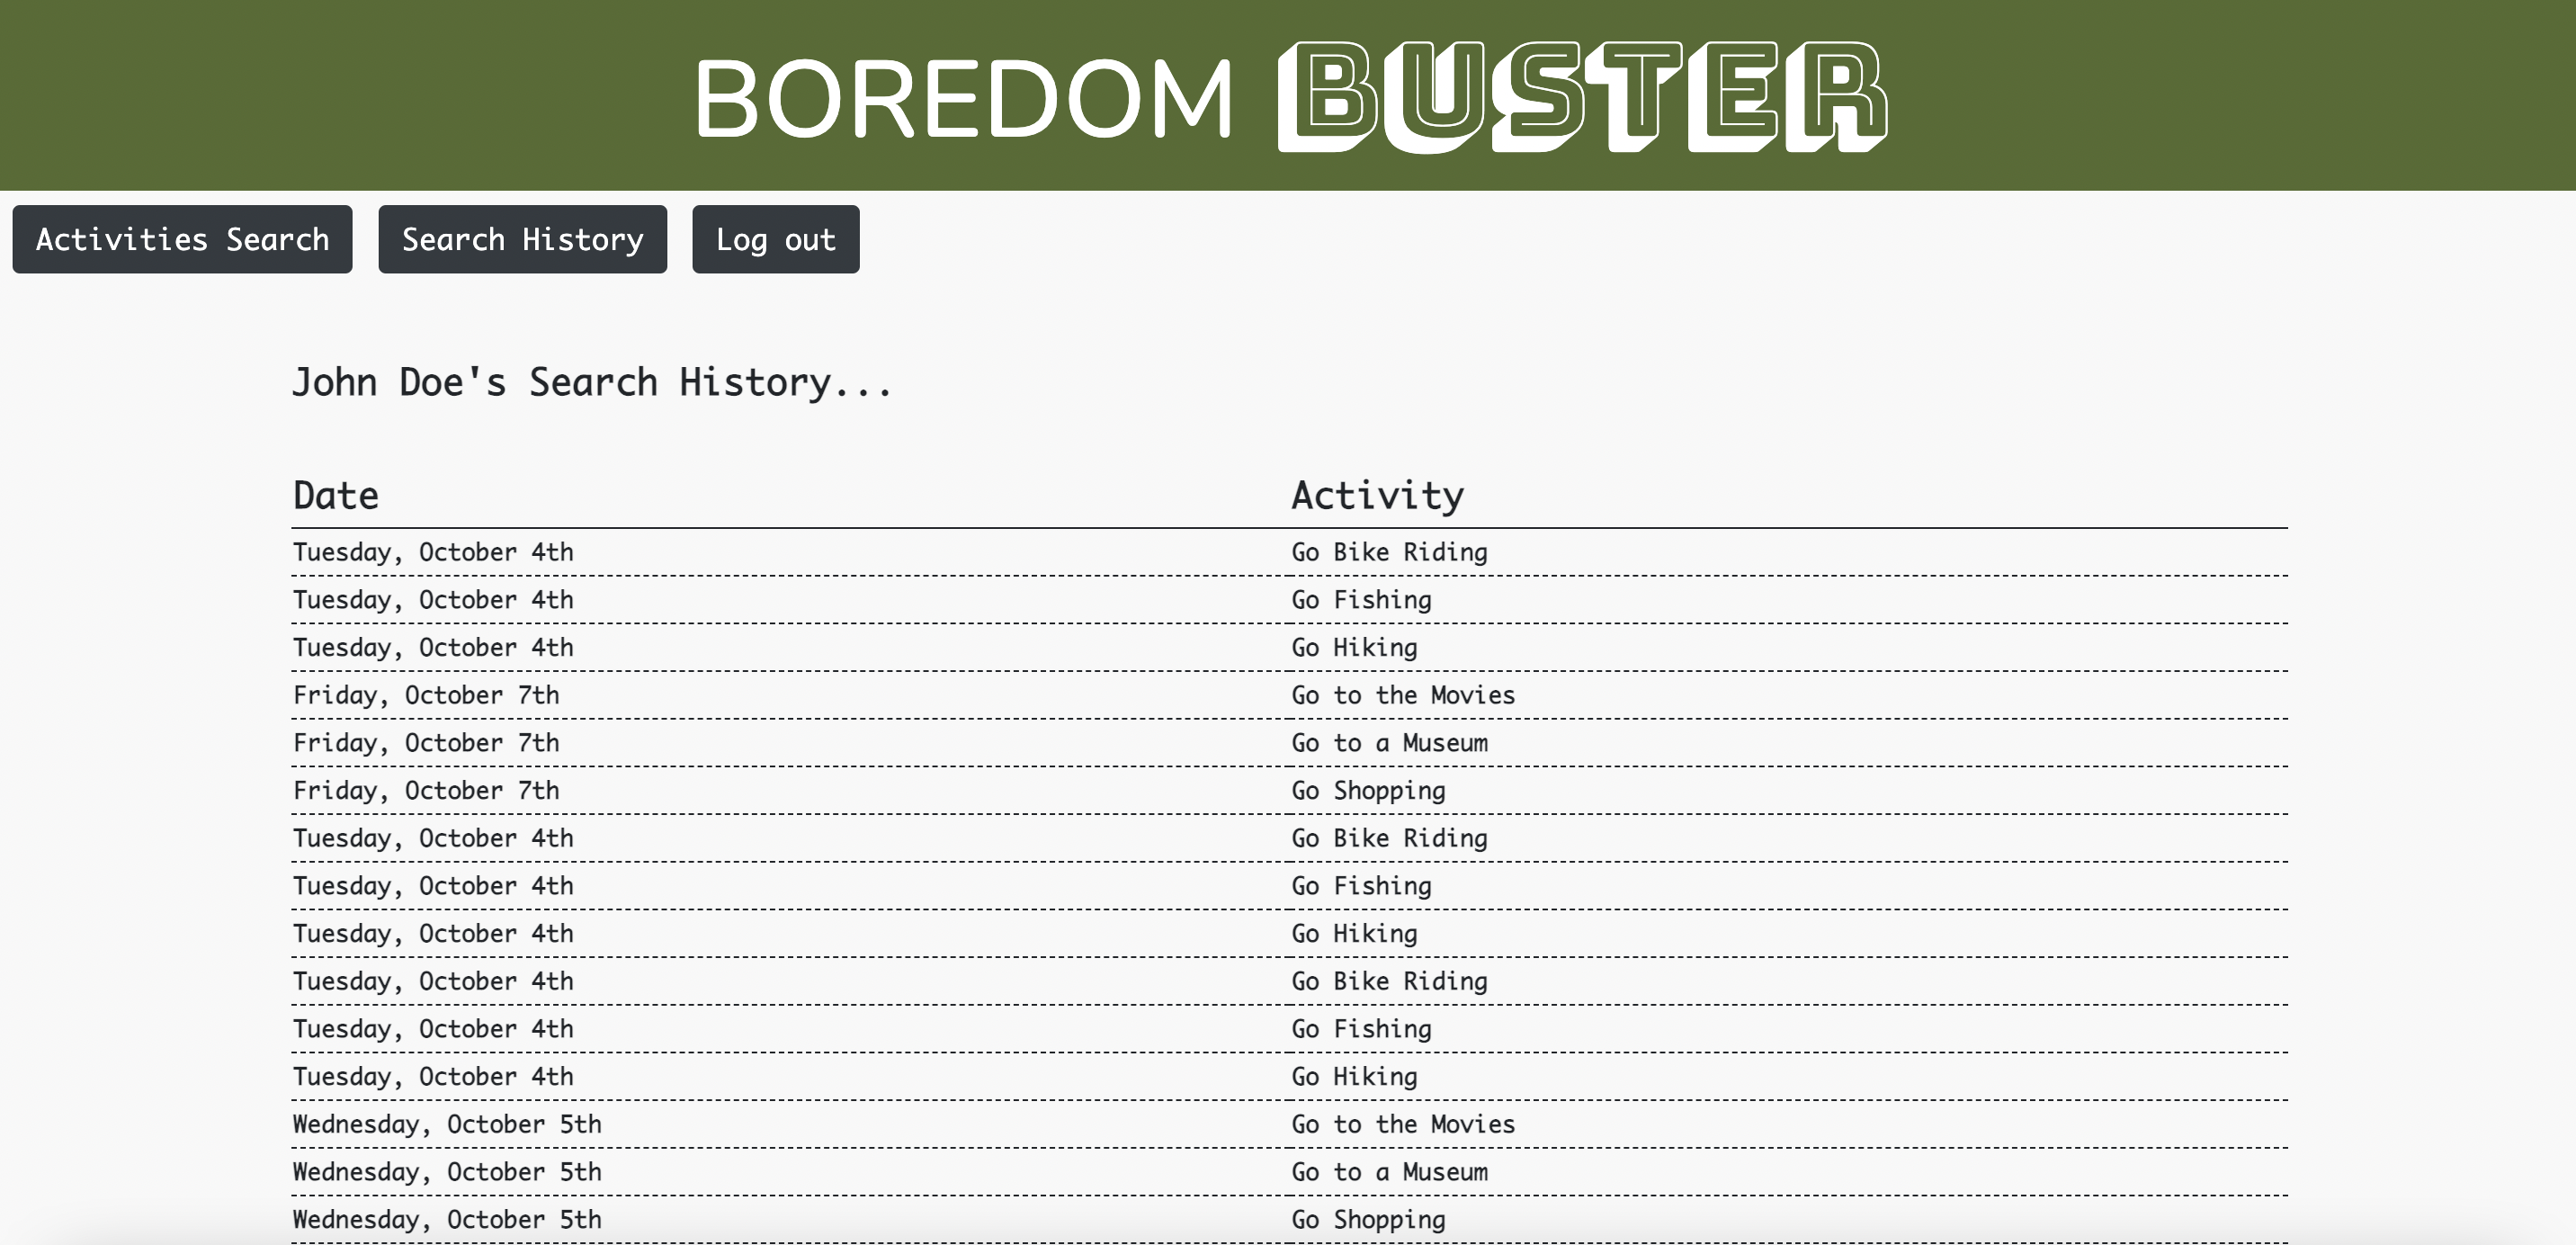 BOREDOM BUSTER
Activities Search Search History Log out
John Doe's Search History...
Date Activity
Tuesday, October 4th Go Bike Riding
Tuesday, October 4th Go Fishing
Tuesday, October 4th Go Hiking
Friday, October 7th Go to the Movies
Friday, October 7th Go to a Museum
Friday, October 7th Go Shopping
Tuesday, October 4th Go Bike Riding
Tuesday, October 4th Go Fishing
Tuesday, October 4th Go Hiking
Tuesday, October 4th Go Bike Riding
Tuesday, October 4th Go Fishing
Tuesday, October 4th Go Hiking
Wednesday, October 5th Go to the Movies
Wednesday, October 5th Go to a Museum
Wednesday, October 5th Go Shopping